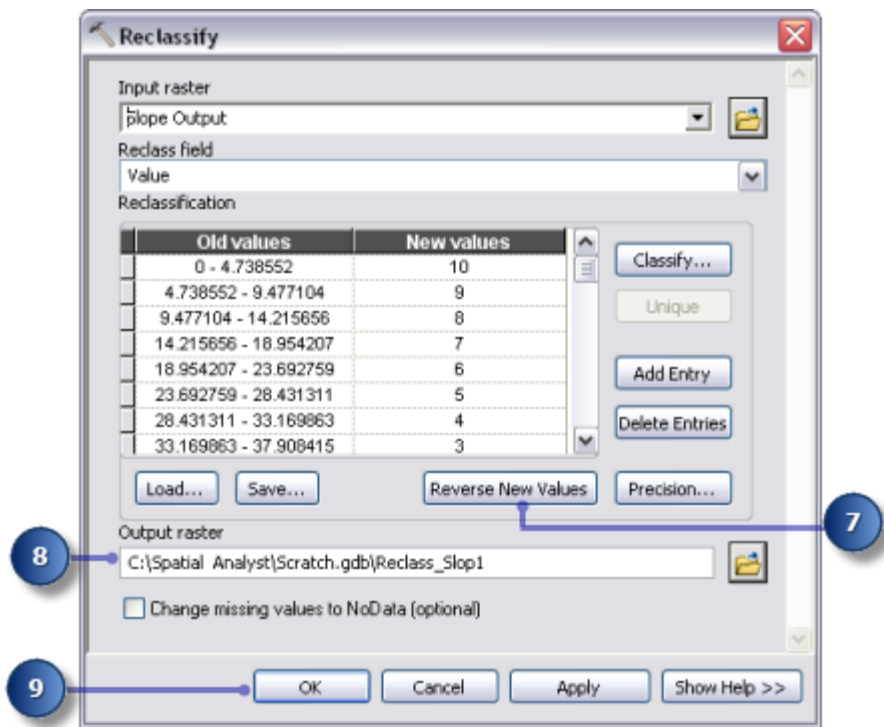 Reclassify
Input raster
Slope Output
Reclass field
Value
Reclassification
Old values New values
0 - 4.738552 10
4.738552 - 9.477104 9
9.477104 - 14.215656 8
14.215656 - 18.954207 7
18.954207 - 23.692759 6
23.692759 - 28.431311 5
28.431311 - 33.169863 4
33.169863 - 37.908415 3
Classify...
Unique
Add Entry
Delete Entries
Load... Save... Reverse New Values Precision...
7
Output raster
8
C:\Spatial Analyst\Scratch.gdb\Reclass_Slop1
Change missing values to NoData (optional)
9
OK Cancel Apply Show Help >>